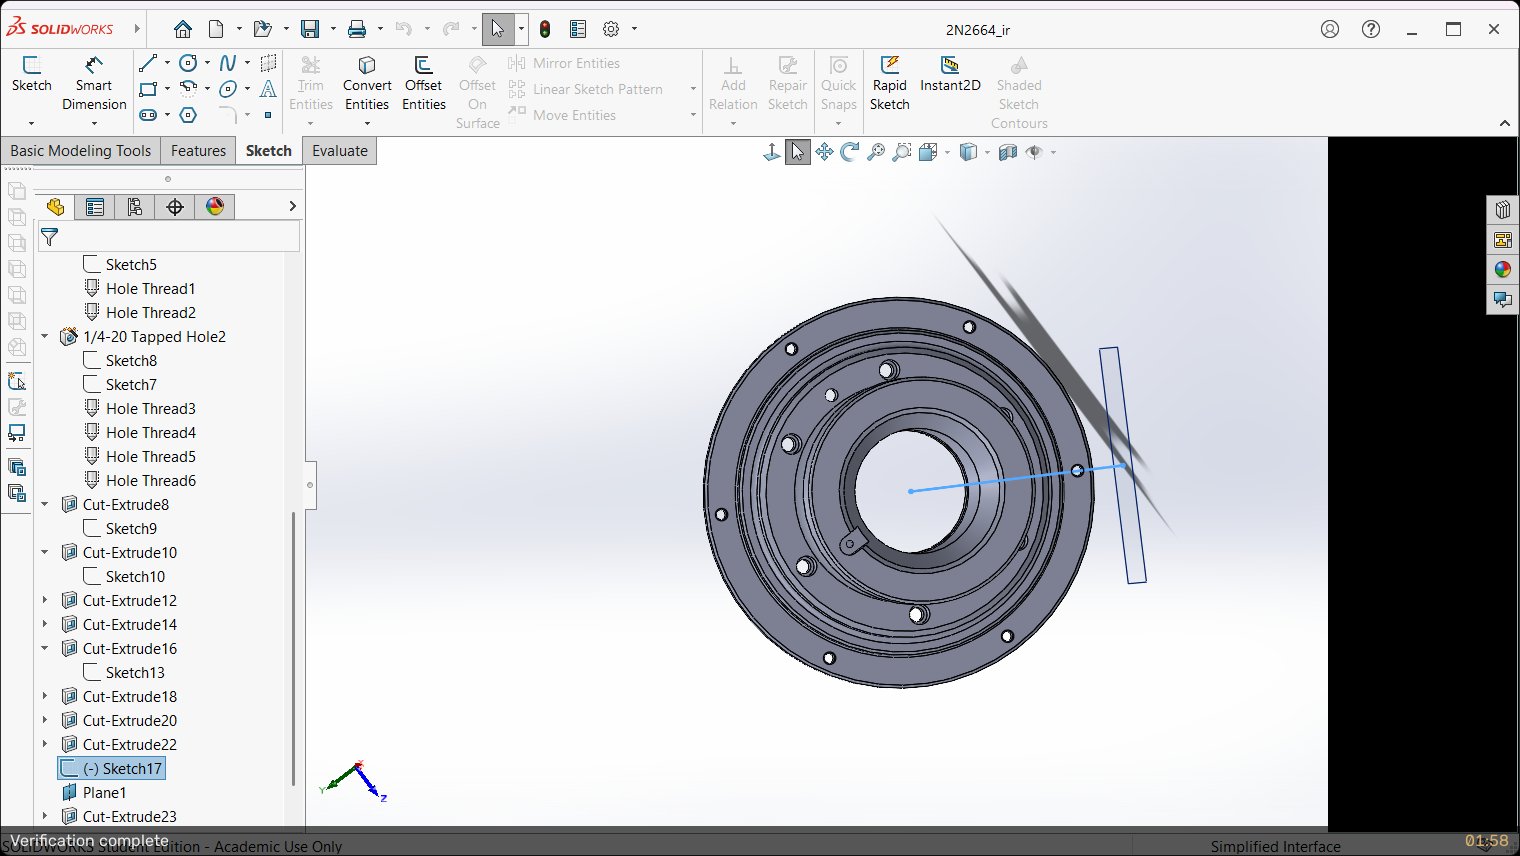 SOLIDWORKS
2N2664_ir
Sketch
Smart
Dimension
Trim
Entities
Convert
Entities
Offset
Entities
Offset
On
Surface
Mirror Entities
Linear Sketch Pattern
Move Entities
Add
Relation
Repair
Sketch
Quick
Snaps
Rapid
Sketch
Instant2D
Shaded
Sketch
Contours
Basic Modeling Tools
Features
Sketch
Evaluate
Sketch5
Hole Thread1
Hole Thread2
1/4-20 Tapped Hole2
Sketch8
Sketch7
Hole Thread3
Hole Thread4
Hole Thread5
Hole Thread6
Cut-Extrude8
Sketch9
Cut-Extrude10
Sketch10
Cut-Extrude12
Cut-Extrude14
Cut-Extrude16
Sketch13
Cut-Extrude18
Cut-Extrude20
Cut-Extrude22
(-) Sketch17
Plane1
Cut-Extrude23
X
Y
Z
Verification complete
01:58
SOLIDWORKS Student Edition - Academic Use Only
Simplified Interface